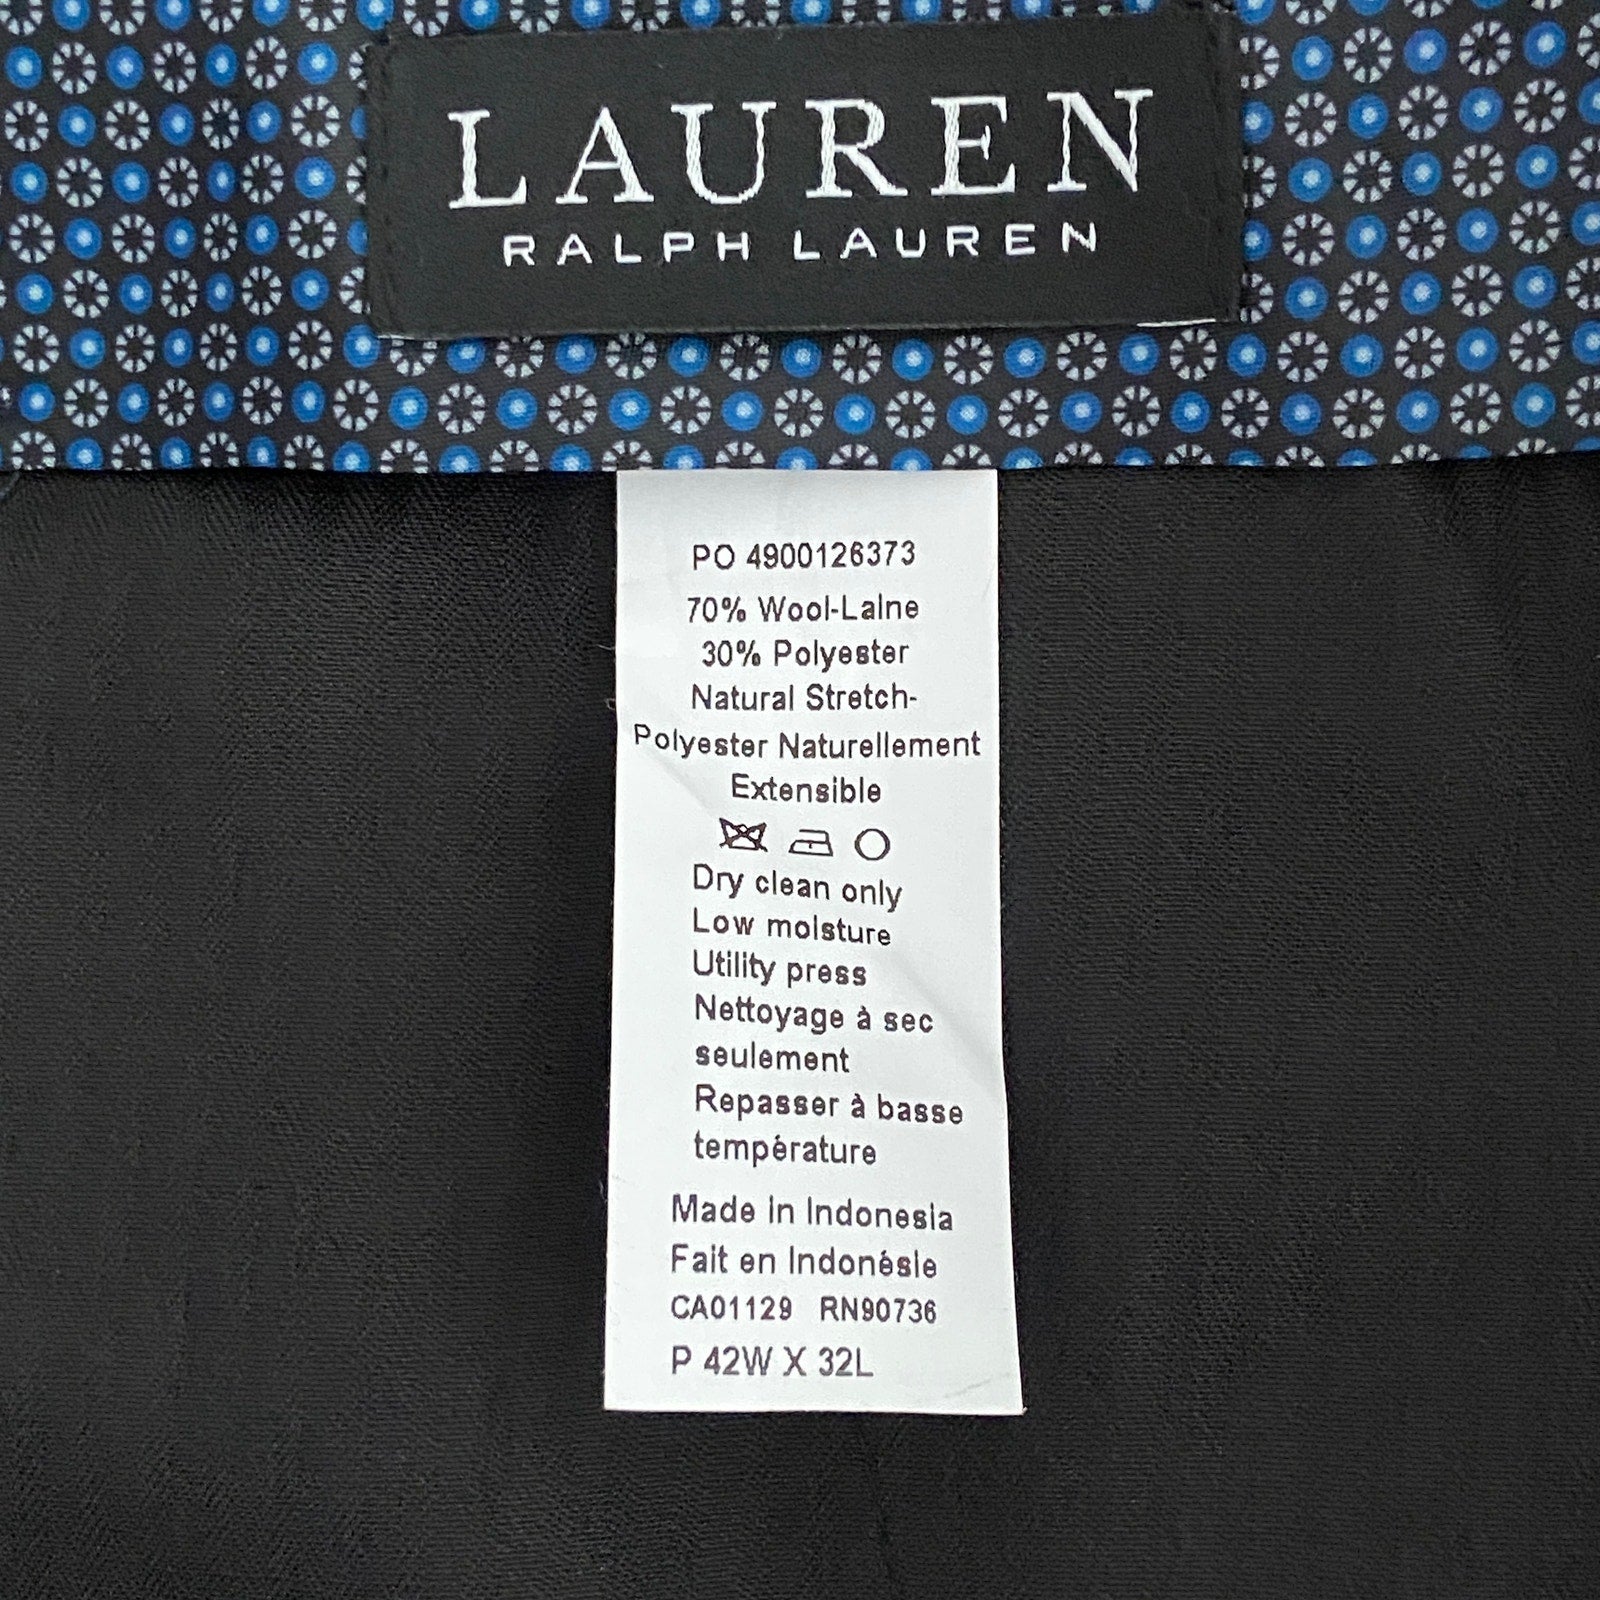 LAUREN
RALPH LAUREN
PO 4900126373
70% Wool-Laine
30% Polyester
Natural Stretch-
Polyester Naturellement
Extensible
Dry clean only
Low moisture
Utility press
Nettoyage à sec
seulement
Repasser à basse
température
Made in Indonesia
Fait en Indonésie
CA01129 RN90736
P 42W X 32L